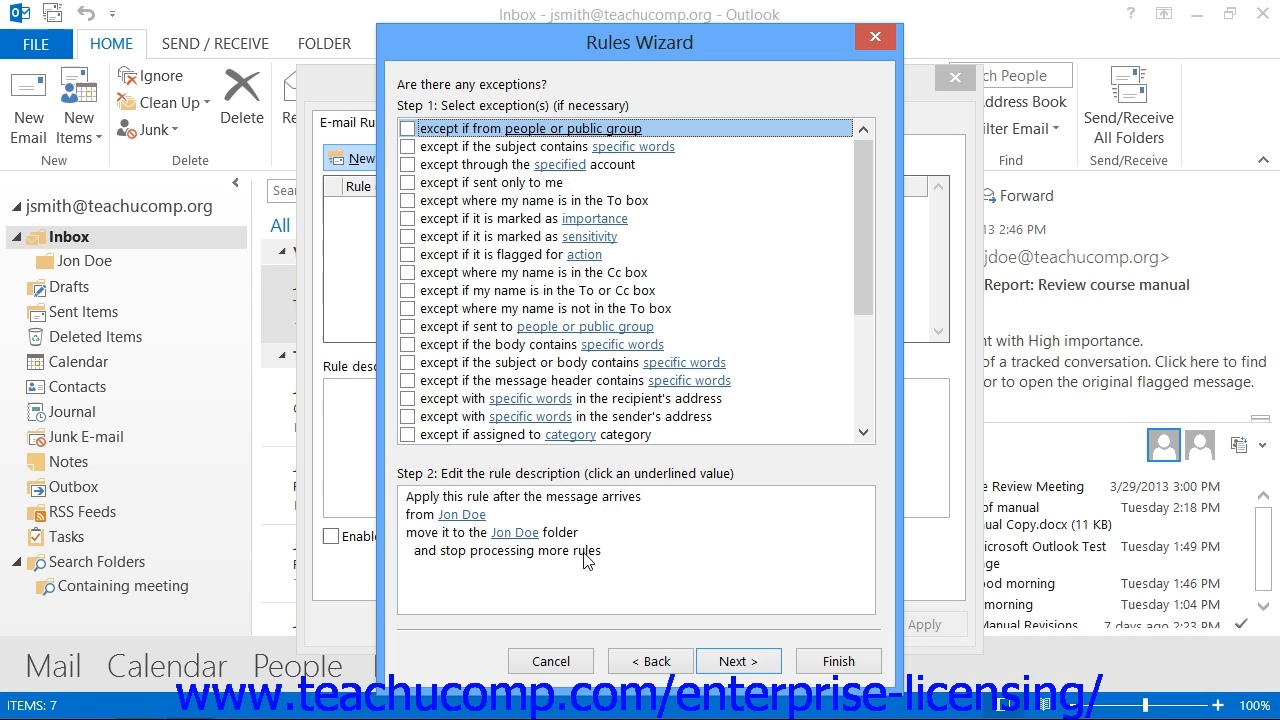 Inbox - jsmith@teachucomp.org - Outlook
FILE HOME SEND / RECEIVE FOLDER
Rules Wizard
New Email
New Items
New
Ignore
Clean Up
Junk
Delete
Delete
Re
ch People
ddress Book
ilter Email
Find
Send/Receive All Folders
Send/Receive
jsmith@teachucomp.org
Inbox
Jon Doe
Drafts
Sent Items
Deleted Items
Calendar
Contacts
Journal
Junk E-mail
Notes
Outbox
RSS Feeds
Tasks
Search Folders
Containing meeting
Sear
All
E-mail Ru
New
Rule
Rule desc
Enable
Are there any exceptions?
Step 1: Select exception(s) (if necessary)
except if from people or public group
except if the subject contains specific words
except through the specified account
except if sent only to me
except where my name is in the To box
except if it is marked as importance
except if it is marked as sensitivity
except if it is flagged for action
except where my name is in the Cc box
except if my name is in the To or Cc box
except where my name is not in the To box
except if sent to people or public group
except if the body contains specific words
except if the subject or body contains specific words
except if the message header contains specific words
except with specific words in the recipient's address
except with specific words in the sender's address
except if assigned to category category
Step 2: Edit the rule description (click an underlined value)
Apply this rule after the message arrives
from Jon Doe
move it to the Jon Doe folder
and stop processing more rules
Cancel < Back Next > Finish
Apply
Forward
13 2:46 PM
jdoe@teachucomp.org>
Report: Review course manual
nt with High importance.
of a tracked conversation. Click here to find
or to open the original flagged message.
e Review Meeting 3/29/2013 3:00 PM
of manual Tuesday 2:18 PM
ual Copy.docx (11 KB)
icrosoft Outlook Test Tuesday 1:49 PM
ge
od morning Tuesday 1:46 PM
morning Tuesday 1:04 PM
Manual Revisions 7 days ago 2:23 PM
Mail Calendar People
www.teachucomp.com/enterprise-licensing/
ITEMS: 7
100%